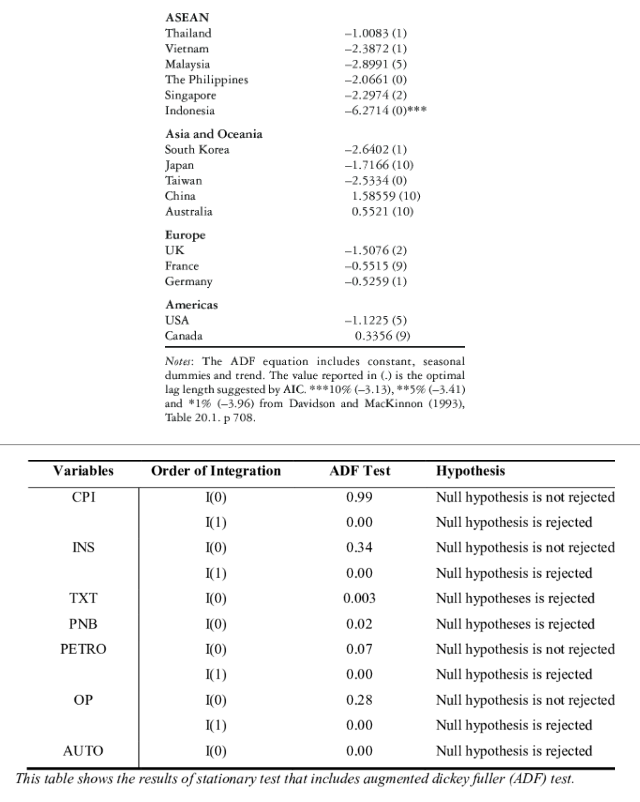 ASEAN
Thailand −1.0083 (1)
Vietnam −2.3872 (1)
Malaysia −2.8991 (5)
The Philippines −2.0661 (0)
Singapore −2.2974 (2)
Indonesia −6.2714 (0)***
Asia and Oceania
South Korea −2.6402 (1)
Japan −1.7166 (10)
Taiwan −2.5334 (0)
China 1.58559 (10)
Australia 0.5521 (10)
Europe
UK −1.5076 (2)
France −0.5515 (9)
Germany −0.5259 (1)
Americas
USA −1.1225 (5)
Canada 0.3356 (9)
Notes: The ADF equation includes constant, seasonal
dummies and trend. The value reported in (.) is the optimal
lag length suggested by AIC. ***10% (−3.13), **5% (−3.41)
and *1% (−3.96) from Davidson and MacKinnon (1993),
Table 20.1. p 708.
Variables Order of Integration ADF Test Hypothesis
CPI I(0) 0.99 Null hypothesis is not rejected
I(1) 0.00 Null hypothesis is rejected
INS I(0) 0.34 Null hypothesis is not rejected
I(1) 0.00 Null hypothesis is rejected
TXT I(0) 0.003 Null hypotheses is rejected
PNB I(0) 0.02 Null hypotheses is rejected
PETRO I(0) 0.07 Null hypothesis is not rejected
I(1) 0.00 Null hypothesis is rejected
OP I(0) 0.28 Null hypothesis is not rejected
I(1) 0.00 Null hypothesis is rejected
AUTO I(0) 0.00 Null hypothesis is rejected
This table shows the results of stationary test that includes augmented dickey fuller (ADF) test.